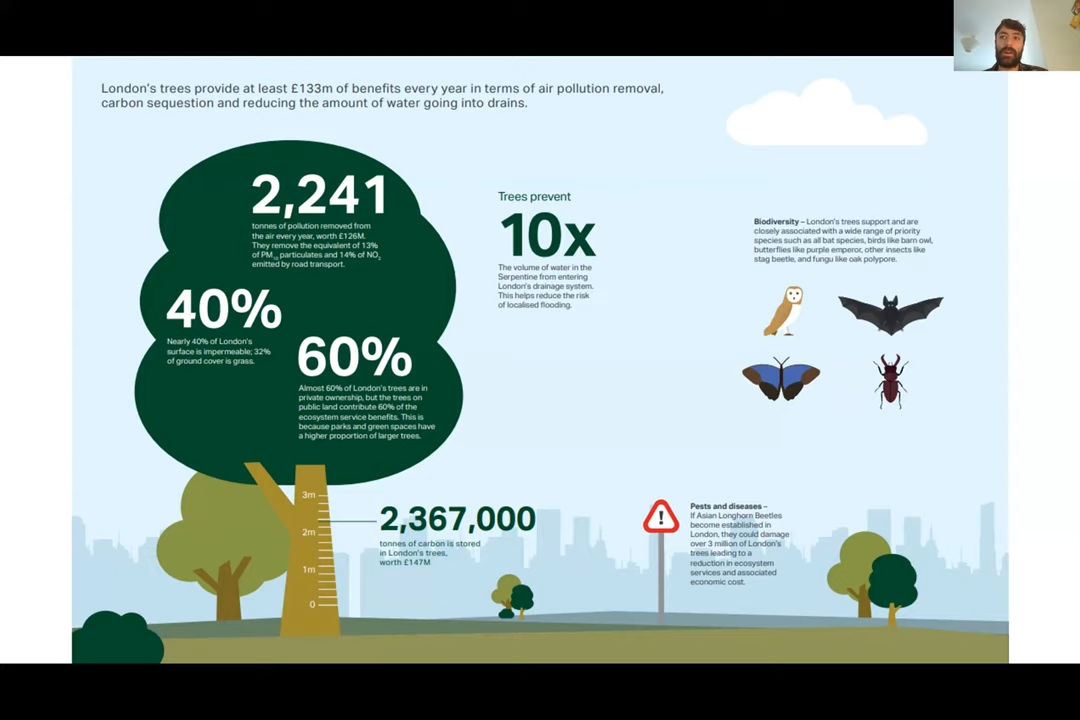 London's trees provide at least £133m of benefits every year in terms of air pollution removal,
carbon sequestion and reducing the amount of water going into drains.
2,241
tonnes of pollution removed from
the air every year, worth £126M.
They remove the equivalent of 13%
of PM10 particulates and 14% of NO2
emitted by road transport.
40%
Nearly 40% of London's
surface is impermeable; 32%
of ground cover is grass.
60%
Almost 60% of London's trees are in
private ownership, but the trees on
public land contribute 60% of the
ecosystem service benefits. This is
because parks and green spaces have
a higher proportion of larger trees.
Trees prevent
10x
The volume of water in the
Serpentine from entering
London's drainage system.
This helps reduce the risk
of localised flooding.
Biodiversity – London's trees support and are
closely associated with a wide range of priority
species such as all bat species, birds like barn owl,
butterflies like purple emperor, other insects like
stag beetle, and fungu like oak polypore.
3m
2m
1m
0
2,367,000
tonnes of carbon is stored
in London's trees,
worth £147M
!
Pests and diseases –
If Asian Longhorn Beetles
become established in
London, they could damage
over 3 million of London's
trees leading to a
reduction in ecosystem
services and associated
economic cost.